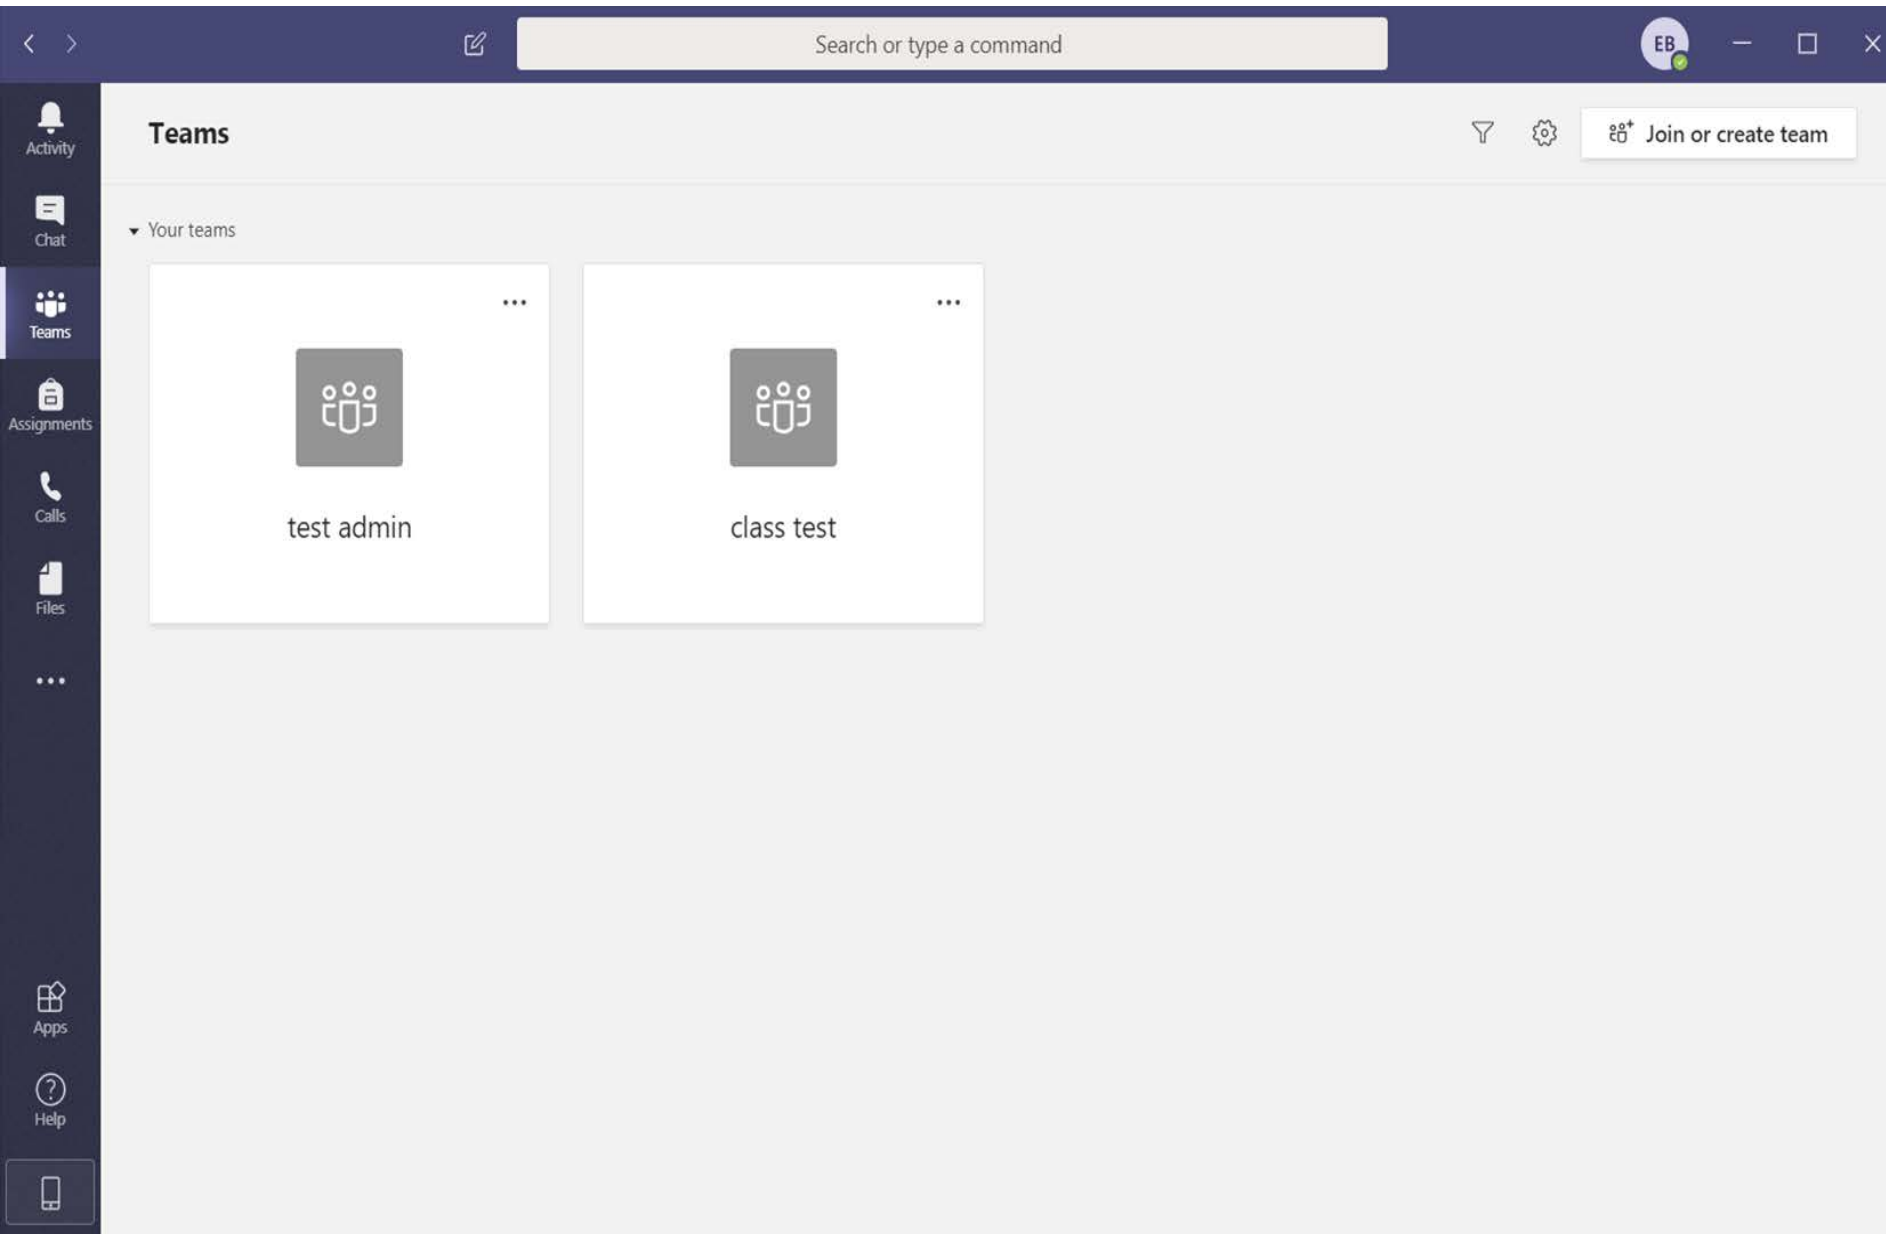 Search or type a command
EB
Activity
Chat
Teams
Assignments
Calls
Files
Apps
Help
Teams
Join or create team
Your teams
test admin
class test